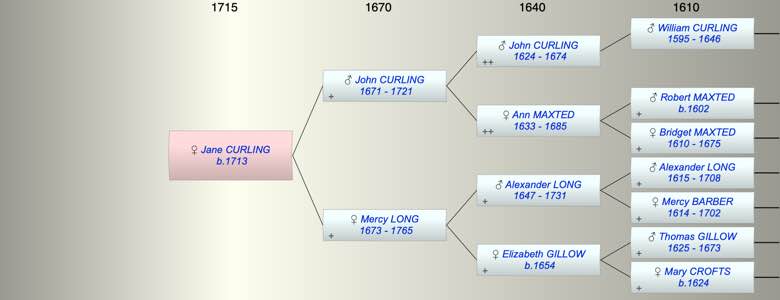 1715
1670
1640
1610
♀ Jane CURLING
b.1713
♂ John CURLING
1671 - 1721
+
♀ Mercy LONG
1673 - 1765
+
♂ John CURLING
1624 - 1674
++
♀ Ann MAXTED
1633 - 1685
++
♂ Alexander LONG
1647 - 1731
+
♀ Elizabeth GILLOW
b.1654
+
♂ William CURLING
1595 - 1646
♂ Robert MAXTED
b.1602
+
♀ Bridget MAXTED
1610 - 1675
+
♂ Alexander LONG
1615 - 1708
+
♀ Mercy BARBER
1614 - 1702
+
♂ Thomas GILLOW
1625 - 1673
+
♀ Mary CROFTS
b.1624
+